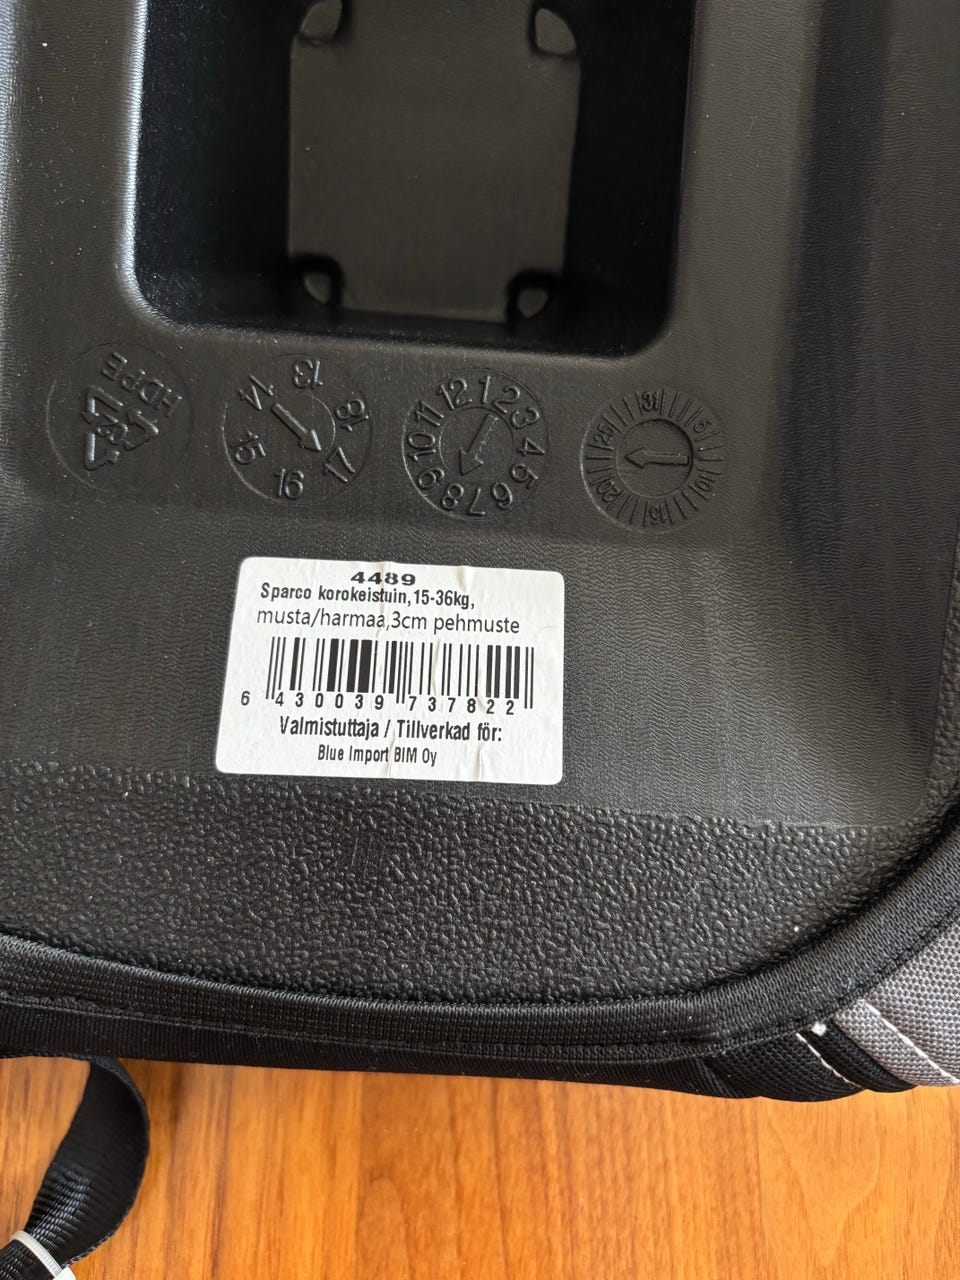 HDPE
02
13 18 17 16 15 14
12 1 2 3 4 5 6 7 8 9 10 11
31 5 10 15 20 25
4489
Sparco korokeistuin,15-36kg,
musta/harmaa,3cm pehmuste
6 430039 737822
Valmistuttaja / Tillverkad för:
Blue Import BIM Oy